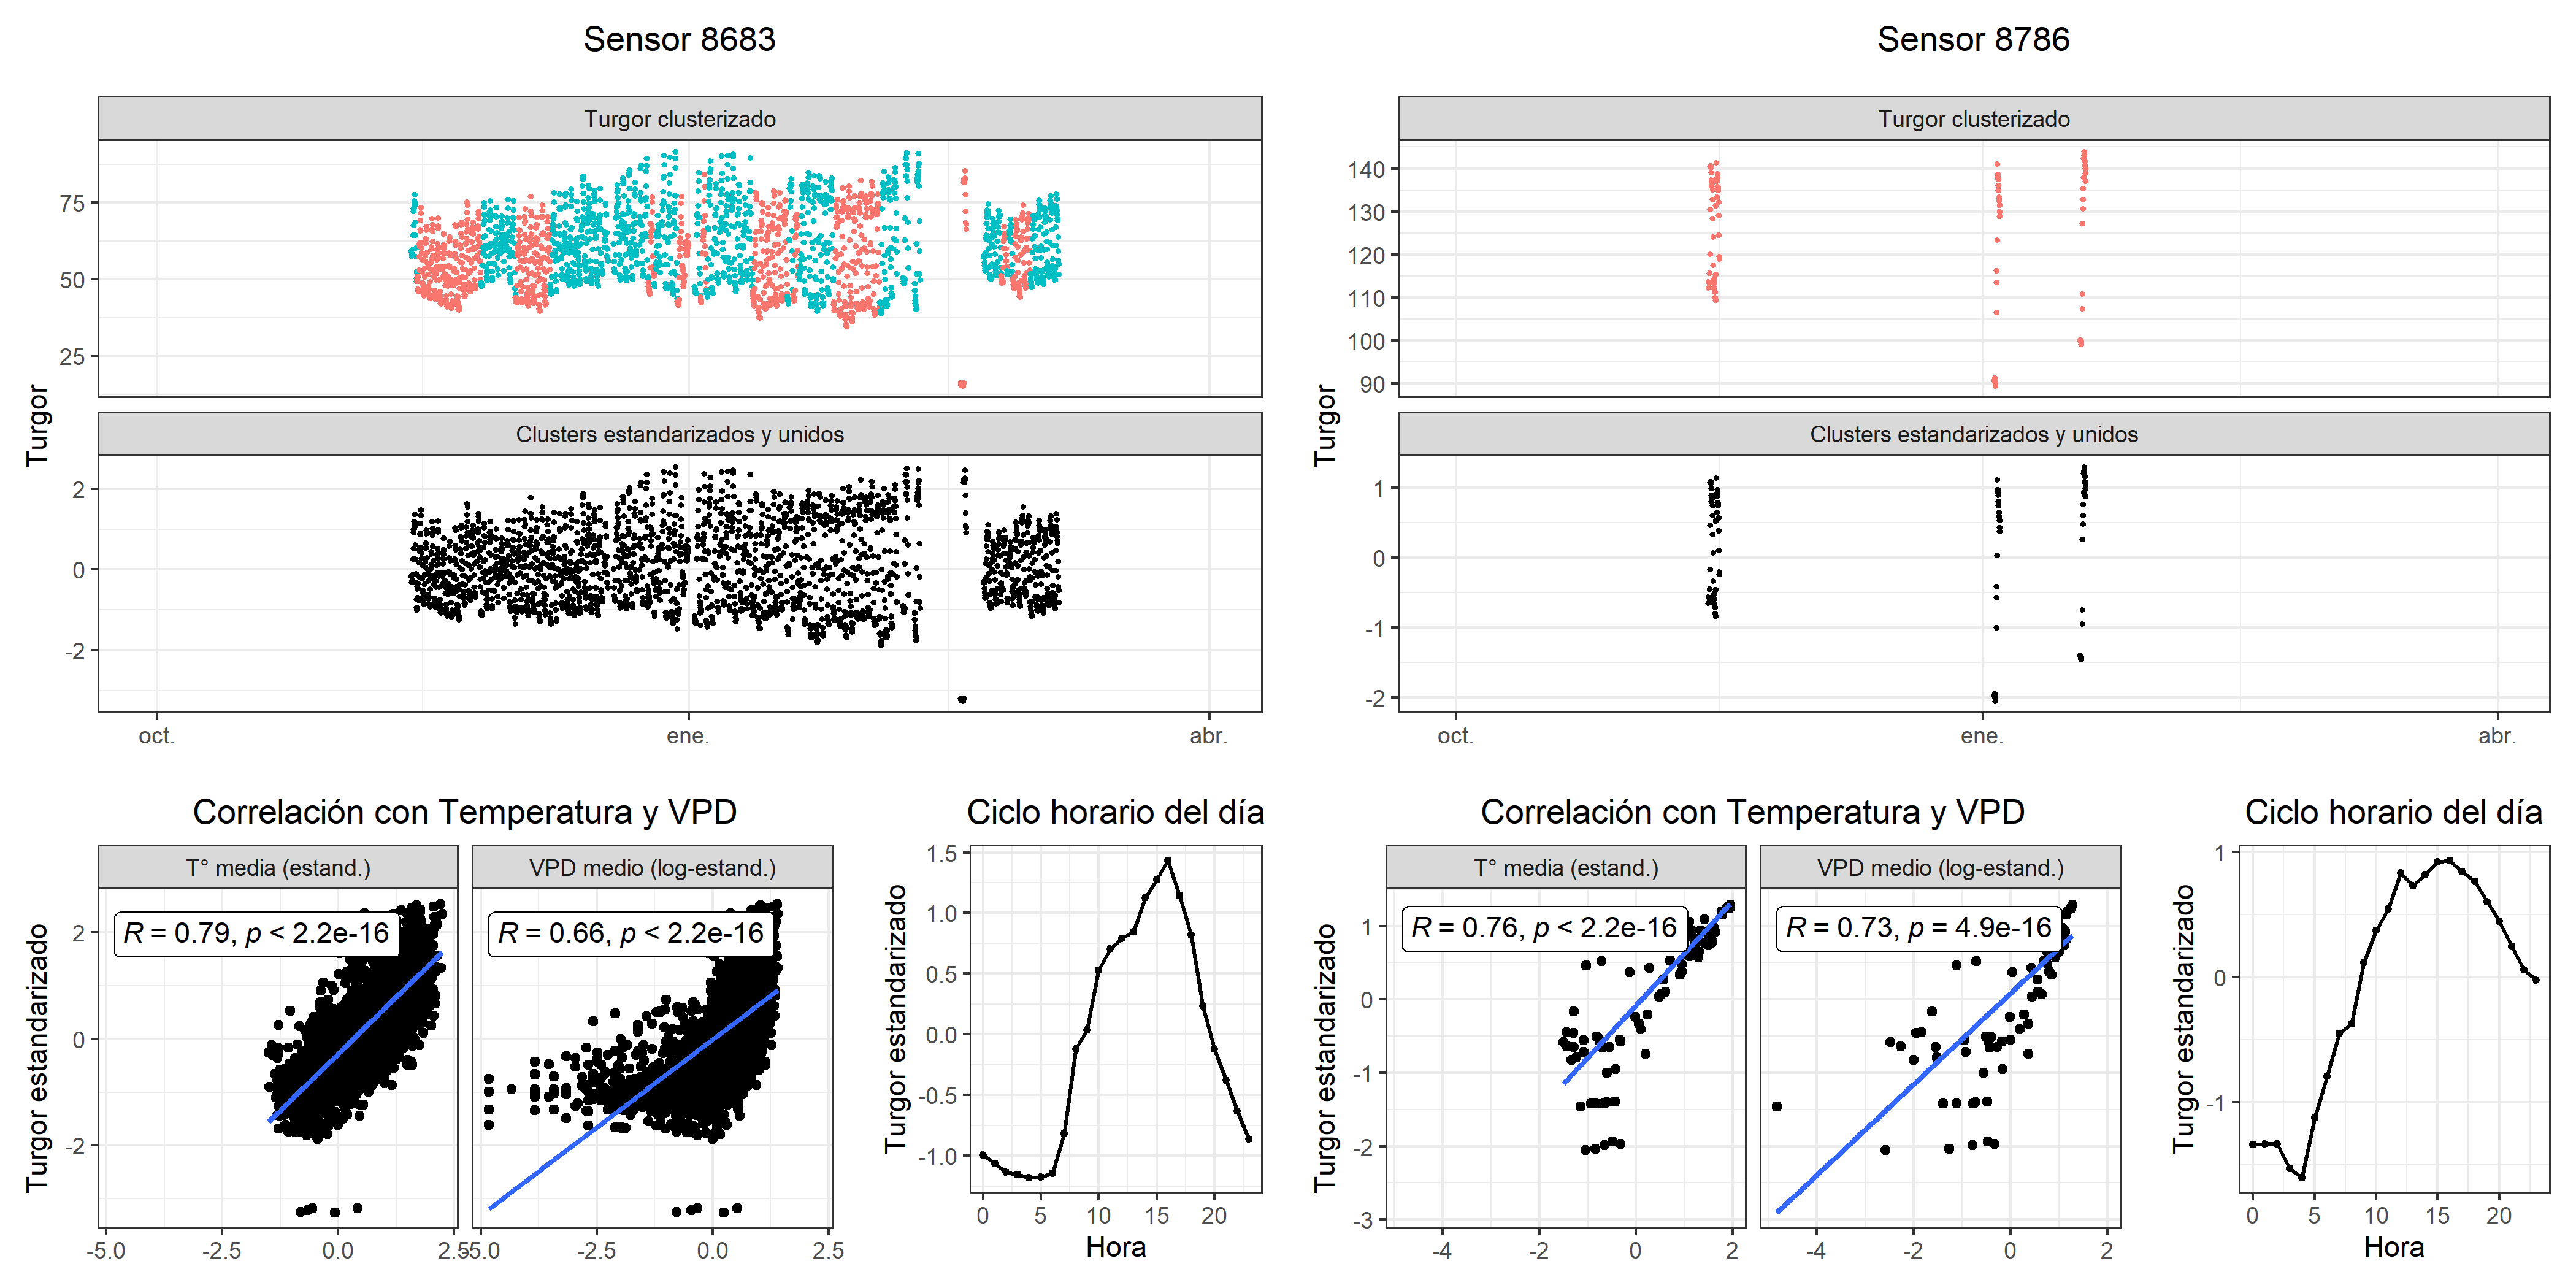 Sensor 8683
Turgor clusterizado
75
50
25
Turgor
Clusters estandarizados y unidos
2
0
-2
oct.
ene.
abr.
Correlación con Temperatura y VPD
T° media (estand.)
VPD medio (log-estand.)
R = 0.79, p < 2.2e-16
R = 0.66, p < 2.2e-16
Turgor estandarizado
2
0
-2
-5.0
-2.5
0.0
2.5
-5.0
-2.5
0.0
2.5
Ciclo horario del día
Turgor estandarizado
1.5
1.0
0.5
0.0
-0.5
-1.0
0
5
10
15
20
Hora
Sensor 8786
Turgor clusterizado
140
130
120
110
100
90
Turgor
Clusters estandarizados y unidos
1
0
-1
-2
oct.
ene.
abr.
Correlación con Temperatura y VPD
T° media (estand.)
VPD medio (log-estand.)
R = 0.76, p < 2.2e-16
R = 0.73, p = 4.9e-16
Turgor estandarizado
1
0
-1
-2
-3
-4
-2
0
2
-4
-2
0
2
Ciclo horario del día
Turgor estandarizado
1
0
-1
0
5
10
15
20
Hora